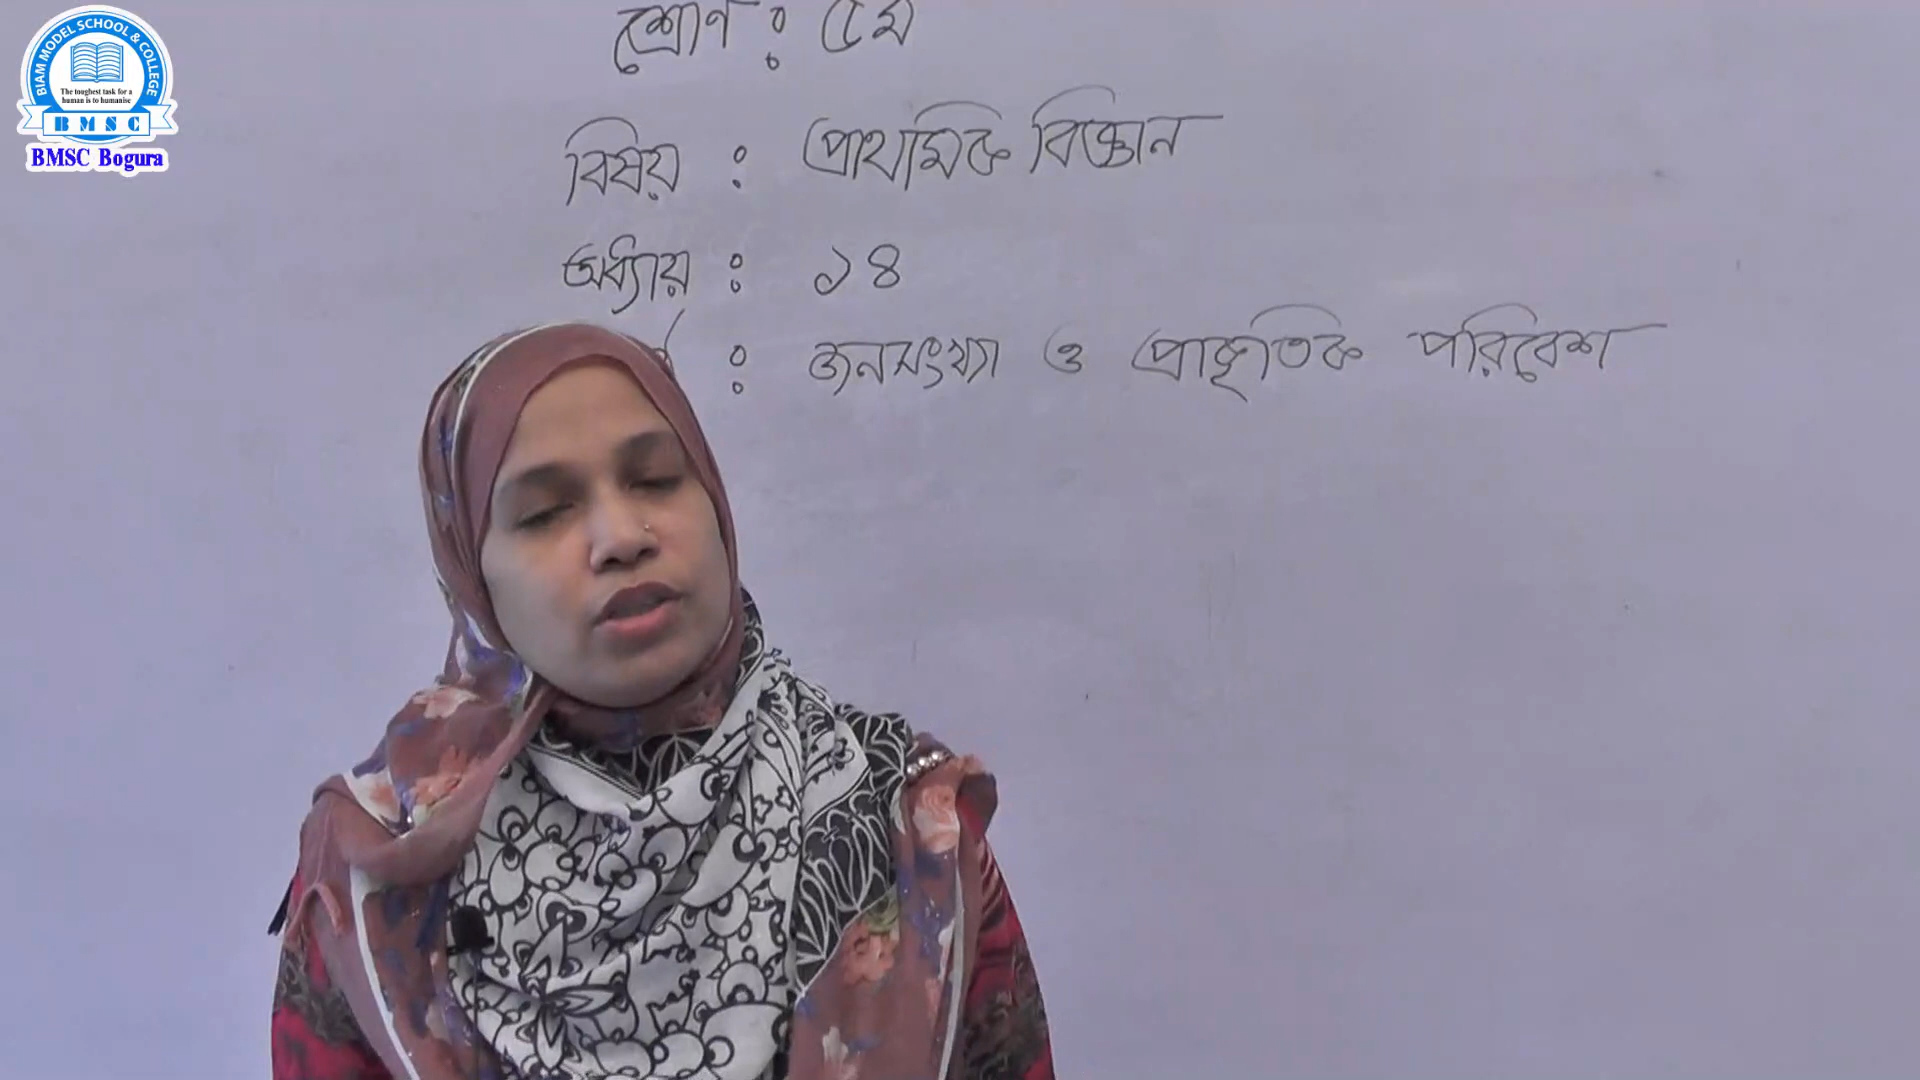 BIAM MODEL SCHOOL & COLLEGE
The toughest task for a
human is to humanise
BMSC
BMSC Bogura
শ্রেণি : ৫ম
বিষয় : প্রাথমিক বিজ্ঞান
অধ্যায় : ১৪
: জনসংখ্যা ও প্রাকৃতিক পরিবেশ